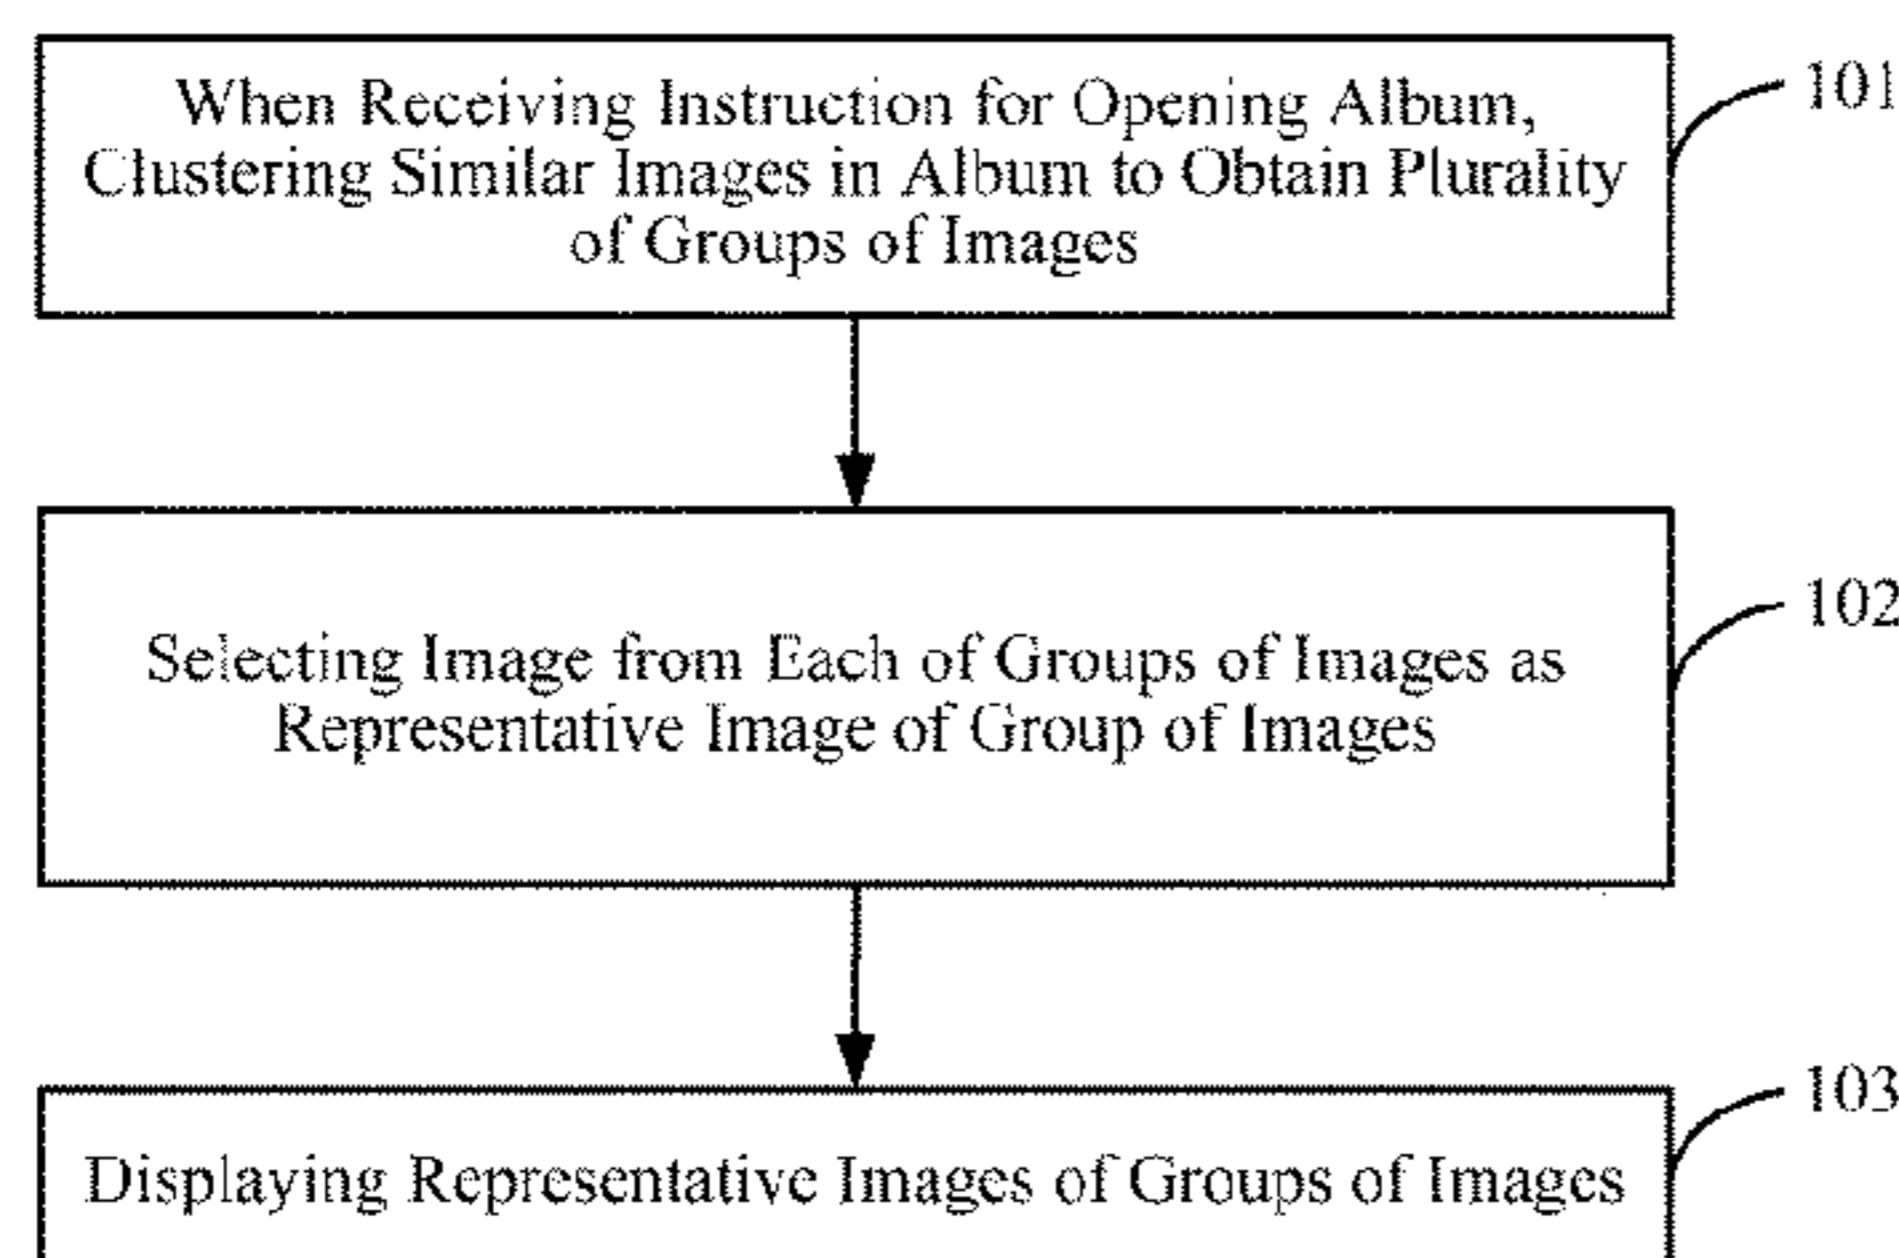 When Receiving Instruction for Opening Album,
Clustering Similar Images in Album to Obtain Plurality
of Groups of Images
101
Selecting Image from Each of Groups of Images as
Representative Image of Group of Images
102
Displaying Representative Images of Groups of Images
103